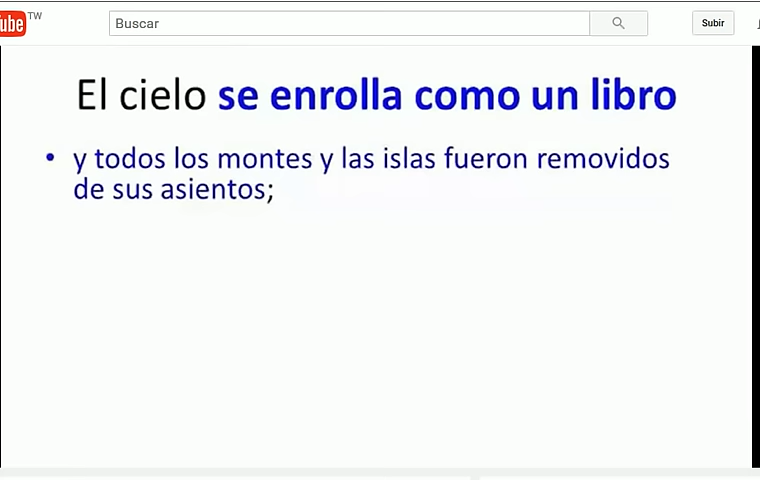 TW
Buscar
Subir
El cielo se enrolla como un libro
• y todos los montes y las islas fueron removidos
de sus asientos;